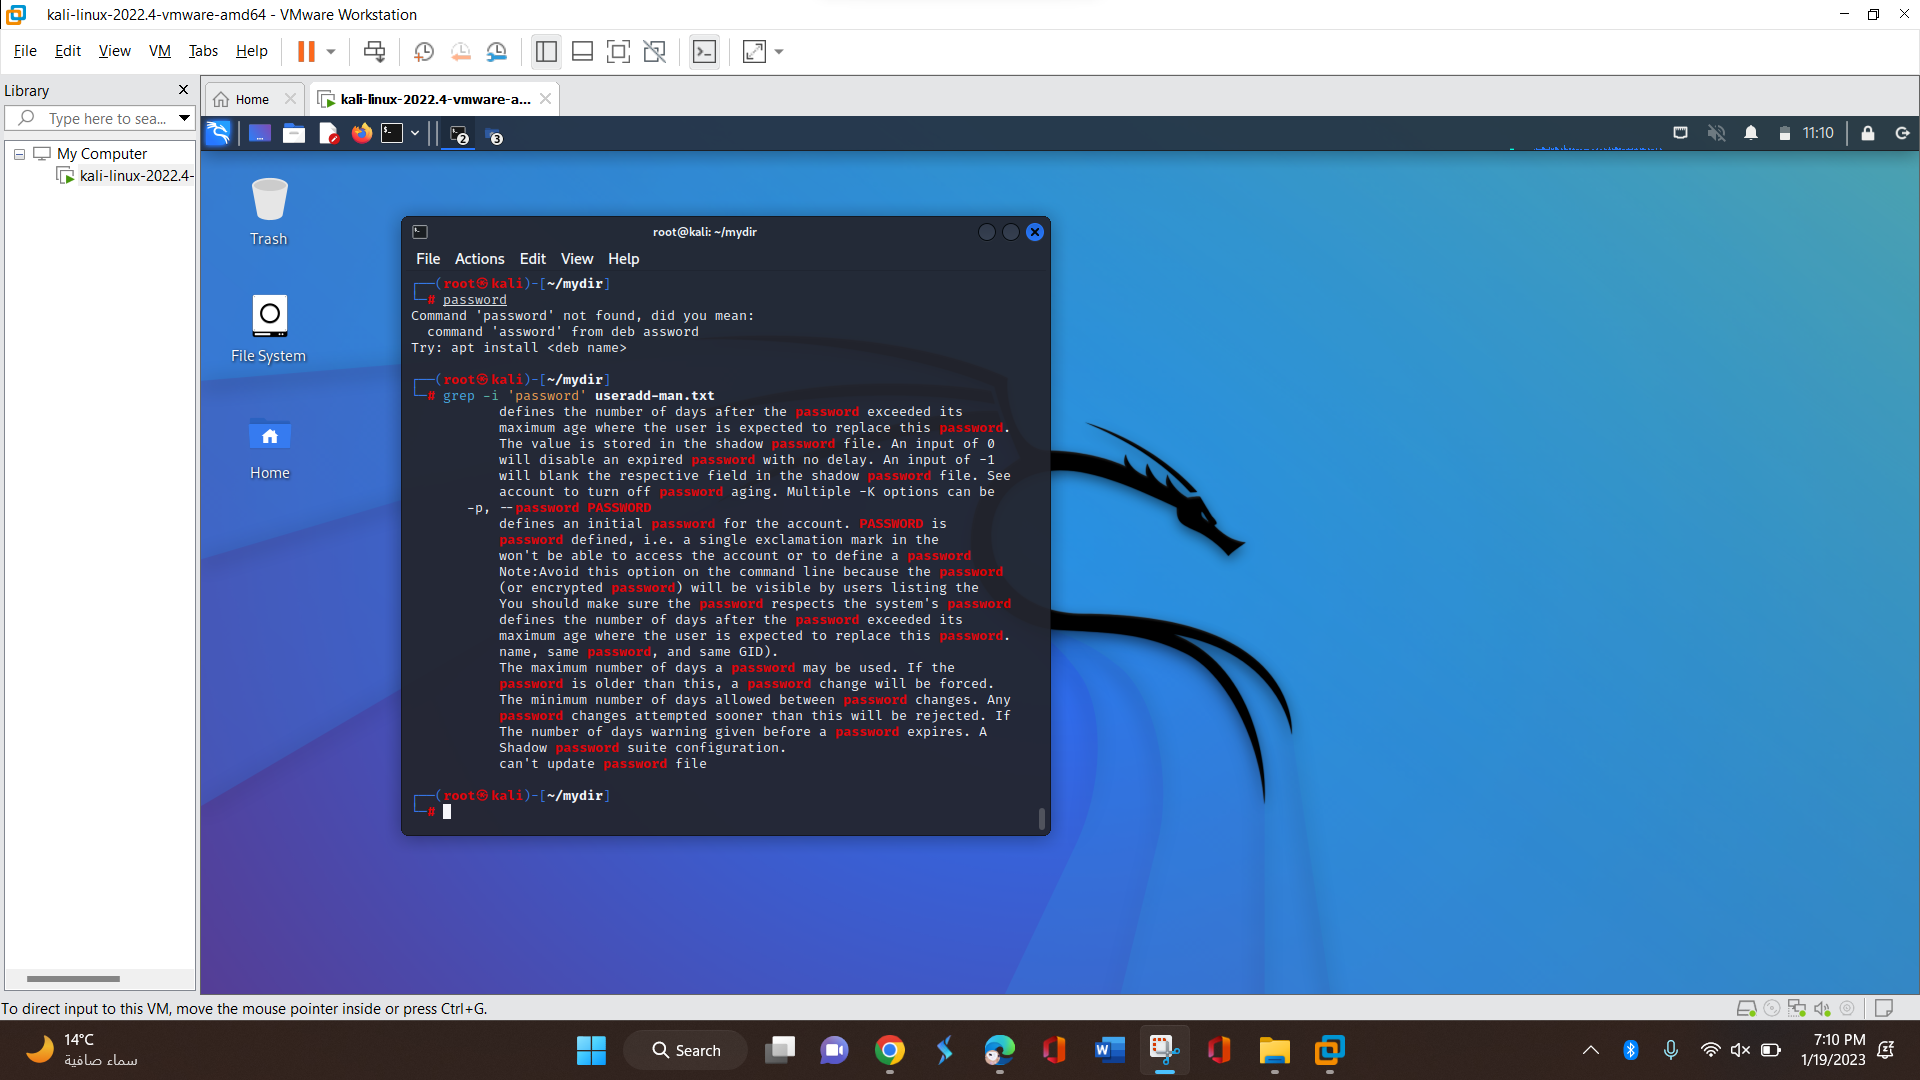 kali-linux-2022.4-vmware-amd64 - VMware Workstation
File Edit View VM Tabs Help
Library
Type here to sea...
My Computer
kali-linux-2022.4-
Home
kali-linux-2022.4-vmware-a...
2
3
11:10
Trash
File System
Home
root@kali: ~/mydir
File Actions Edit View Help
┌──(root㉿kali)-[~/mydir]
└─# password
Command 'password' not found, did you mean:
command 'assword' from deb assword
Try: apt install <deb name>
┌──(root㉿kali)-[~/mydir]
└─# grep -i 'password' useradd-man.txt
defines the number of days after the password exceeded its
maximum age where the user is expected to replace this password.
The value is stored in the shadow password file. An input of 0
will disable an expired password with no delay. An input of -1
will blank the respective field in the shadow password file. See
account to turn off password aging. Multiple -K options can be
-p, --password PASSWORD
defines an initial password for the account. PASSWORD is
password defined, i.e. a single exclamation mark in the
won't be able to access the account or to define a password
Note:Avoid this option on the command line because the password
(or encrypted password) will be visible by users listing the
You should make sure the password respects the system's password
defines the number of days after the password exceeded its
maximum age where the user is expected to replace this password.
name, same password, and same GID).
The maximum number of days a password may be used. If the
password is older than this, a password change will be forced.
The minimum number of days allowed between password changes. Any
password changes attempted sooner than this will be rejected. If
The number of days warning given before a password expires. A
Shadow password suite configuration.
can't update password file
┌──(root㉿kali)-[~/mydir]
└─#
To direct input to this VM, move the mouse pointer inside or press Ctrl+G.
14°C
سماء صافية
Search
7:10 PM
1/19/2023